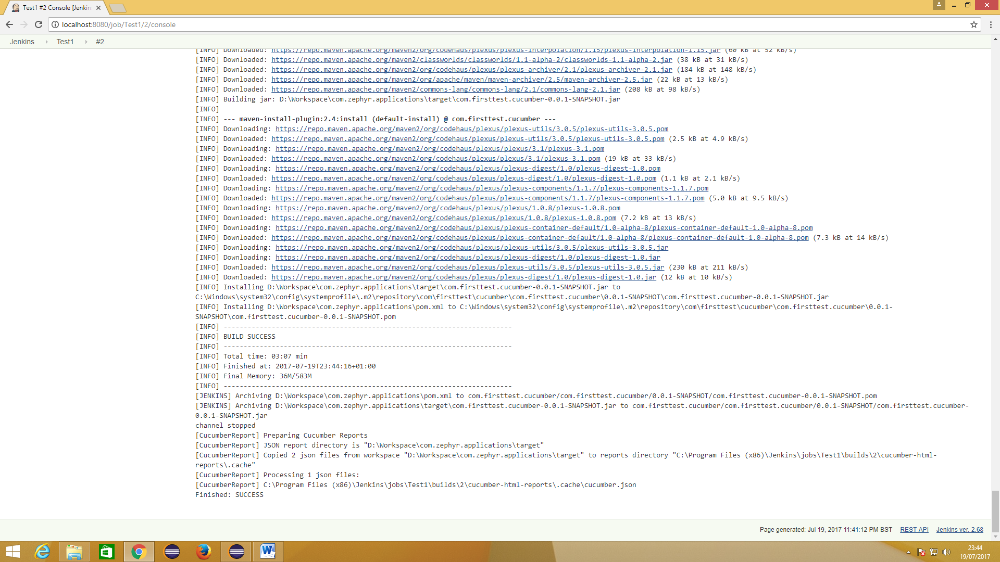 Test1 #2 Console [Jenkin
localhost:8080/job/Test1/2/console
Jenkins Test1 #2
[INFO] Downloaded: https://repo.maven.apache.org/maven2/org/codehaus/plexus/plexus-interpolation/1.15/plexus-interpolation-1.15.jar (60 kB at 52 kB/s)
[INFO] Downloaded: https://repo.maven.apache.org/maven2/classworlds/classworlds/1.1-alpha-2/classworlds-1.1-alpha-2.jar (38 kB at 31 kB/s)
[INFO] Downloaded: https://repo.maven.apache.org/maven2/org/codehaus/plexus/plexus-archiver/2.1/plexus-archiver-2.1.jar (184 kB at 148 kB/s)
[INFO] Downloaded: https://repo.maven.apache.org/maven2/org/apache/maven/maven-archiver/2.5/maven-archiver-2.5.jar (22 kB at 13 kB/s)
[INFO] Downloaded: https://repo.maven.apache.org/maven2/commons-lang/commons-lang/2.1/commons-lang-2.1.jar (208 kB at 98 kB/s)
[INFO] Building jar: D:\Workspace\com.zephyr.applications\target\com.firsttest.cucumber-0.0.1-SNAPSHOT.jar
[INFO]
[INFO] --- maven-install-plugin:2.4:install (default-install) @ com.firsttest.cucumber ---
[INFO] Downloading: https://repo.maven.apache.org/maven2/org/codehaus/plexus/plexus-utils/3.0.5/plexus-utils-3.0.5.pom
[INFO] Downloaded: https://repo.maven.apache.org/maven2/org/codehaus/plexus/plexus-utils/3.0.5/plexus-utils-3.0.5.pom (2.5 kB at 4.9 kB/s)
[INFO] Downloading: https://repo.maven.apache.org/maven2/org/codehaus/plexus/plexus/3.1/plexus-3.1.pom
[INFO] Downloaded: https://repo.maven.apache.org/maven2/org/codehaus/plexus/plexus/3.1/plexus-3.1.pom (19 kB at 33 kB/s)
[INFO] Downloading: https://repo.maven.apache.org/maven2/org/codehaus/plexus/plexus-digest/1.0/plexus-digest-1.0.pom
[INFO] Downloaded: https://repo.maven.apache.org/maven2/org/codehaus/plexus/plexus-digest/1.0/plexus-digest-1.0.pom (1.1 kB at 2.1 kB/s)
[INFO] Downloading: https://repo.maven.apache.org/maven2/org/codehaus/plexus/plexus-components/1.1.7/plexus-components-1.1.7.pom
[INFO] Downloaded: https://repo.maven.apache.org/maven2/org/codehaus/plexus/plexus-components/1.1.7/plexus-components-1.1.7.pom (5.0 kB at 9.5 kB/s)
[INFO] Downloading: https://repo.maven.apache.org/maven2/org/codehaus/plexus/plexus/1.0.8/plexus-1.0.8.pom
[INFO] Downloaded: https://repo.maven.apache.org/maven2/org/codehaus/plexus/plexus/1.0.8/plexus-1.0.8.pom (7.2 kB at 13 kB/s)
[INFO] Downloading: https://repo.maven.apache.org/maven2/org/codehaus/plexus/plexus-container-default/1.0-alpha-8/plexus-container-default-1.0-alpha-8.pom
[INFO] Downloaded: https://repo.maven.apache.org/maven2/org/codehaus/plexus/plexus-container-default/1.0-alpha-8/plexus-container-default-1.0-alpha-8.pom (7.3 kB at 14 kB/s)
[INFO] Downloading: https://repo.maven.apache.org/maven2/org/codehaus/plexus/plexus-utils/3.0.5/plexus-utils-3.0.5.jar
[INFO] Downloading: https://repo.maven.apache.org/maven2/org/codehaus/plexus/plexus-digest/1.0/plexus-digest-1.0.jar
[INFO] Downloaded: https://repo.maven.apache.org/maven2/org/codehaus/plexus/plexus-utils/3.0.5/plexus-utils-3.0.5.jar (230 kB at 211 kB/s)
[INFO] Downloaded: https://repo.maven.apache.org/maven2/org/codehaus/plexus/plexus-digest/1.0/plexus-digest-1.0.jar (12 kB at 10 kB/s)
[INFO] Installing D:\Workspace\com.zephyr.applications\target\com.firsttest.cucumber-0.0.1-SNAPSHOT.jar to
C:\Windows\system32\config\systemprofile\.m2\repository\com\firsttest\cucumber\com.firsttest.cucumber\0.0.1-SNAPSHOT\com.firsttest.cucumber-0.0.1-SNAPSHOT.jar
[INFO] Installing D:\Workspace\com.zephyr.applications\pom.xml to C:\Windows\system32\config\systemprofile\.m2\repository\com\firsttest\cucumber\com.firsttest.cucumber\0.0.1-
SNAPSHOT\com.firsttest.cucumber-0.0.1-SNAPSHOT.pom
[INFO] ------------------------------------------------------------------------
[INFO] BUILD SUCCESS
[INFO] ------------------------------------------------------------------------
[INFO] Total time: 03:07 min
[INFO] Finished at: 2017-07-19T23:44:16+01:00
[INFO] Final Memory: 36M/583M
[INFO] ------------------------------------------------------------------------
[JENKINS] Archiving D:\Workspace\com.zephyr.applications\pom.xml to com.firsttest.cucumber/com.firsttest.cucumber/0.0.1-SNAPSHOT/com.firsttest.cucumber-0.0.1-SNAPSHOT.pom
[JENKINS] Archiving D:\Workspace\com.zephyr.applications\target\com.firsttest.cucumber-0.0.1-SNAPSHOT.jar to com.firsttest.cucumber/com.firsttest.cucumber/0.0.1-SNAPSHOT/com.firsttest.cucumber-
0.0.1-SNAPSHOT.jar
channel stopped
[CucumberReport] Preparing Cucumber Reports
[CucumberReport] JSON report directory is "D:\Workspace\com.zephyr.applications\target"
[CucumberReport] Copied 2 json files from workspace "D:\Workspace\com.zephyr.applications\target" to reports directory "C:\Program Files (x86)\Jenkins\jobs\Test1\builds\2\cucumber-html-
reports\.cache"
[CucumberReport] Processing 1 json files:
[CucumberReport] C:\Program Files (x86)\Jenkins\jobs\Test1\builds\2\cucumber-html-reports\.cache\cucumber.json
Finished: SUCCESS
Page generated: Jul 19, 2017 11:41:12 PM BST REST API Jenkins ver. 2.68
23:44
19/07/2017